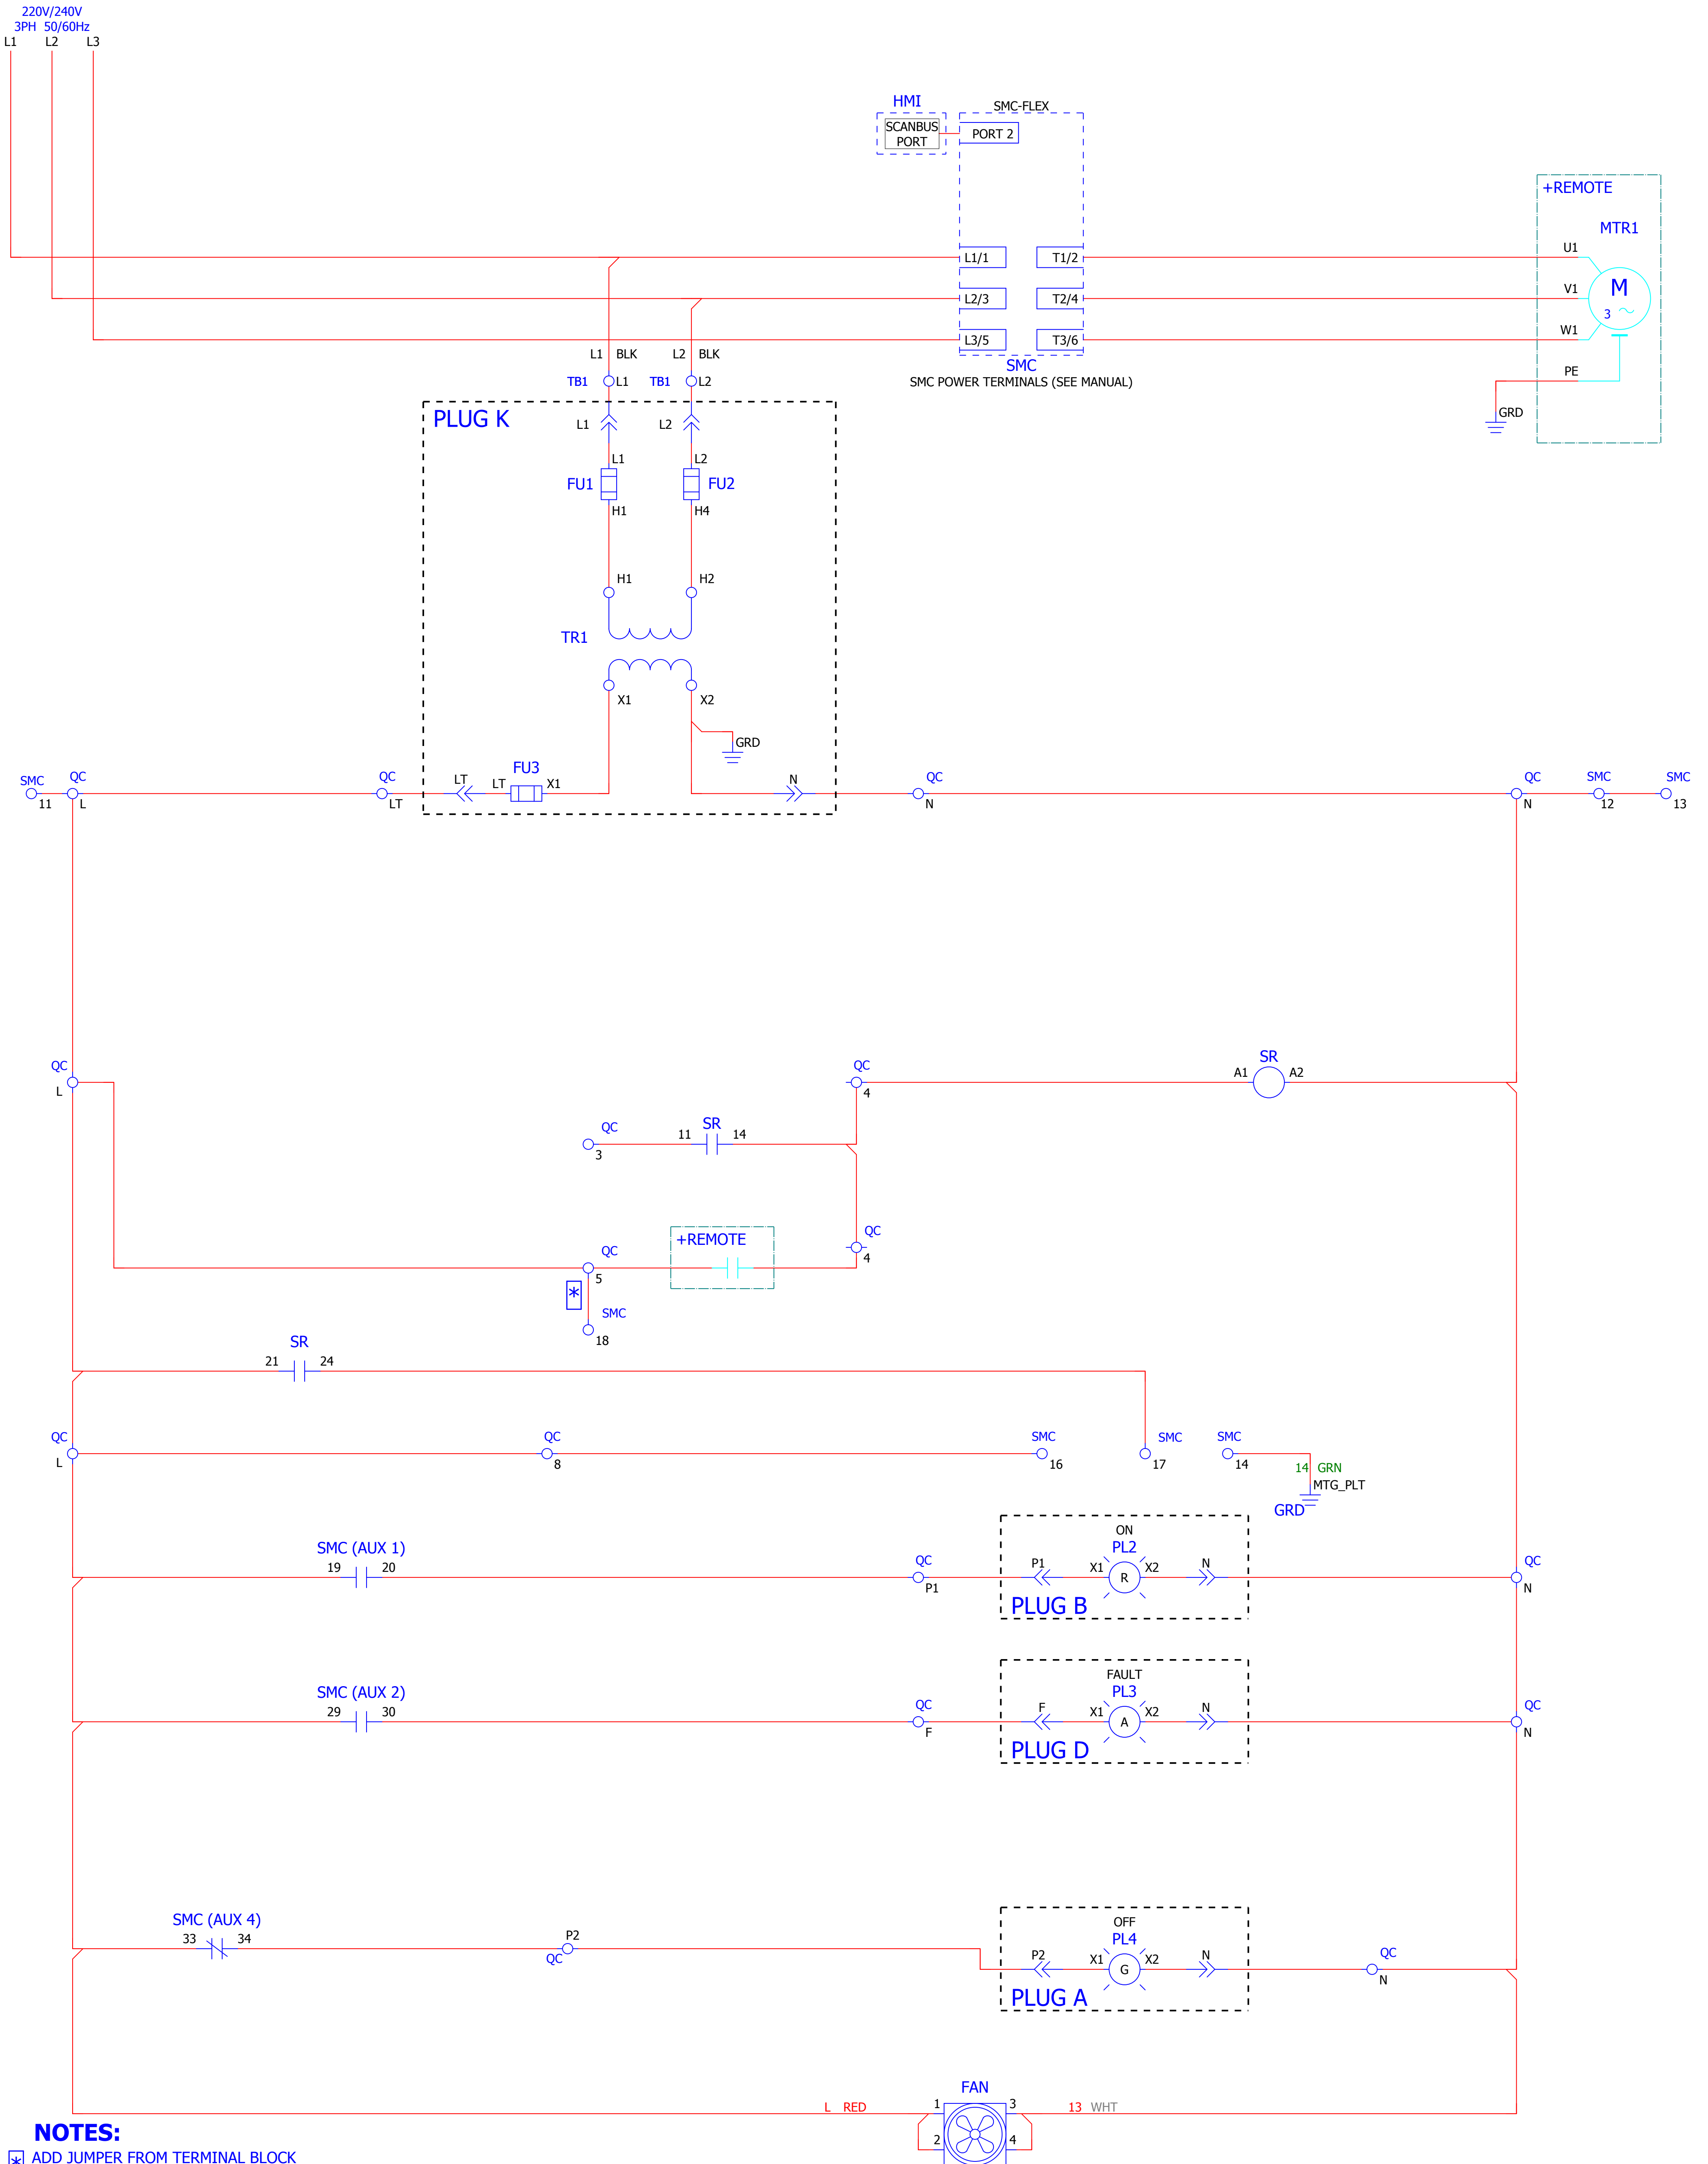 220V/240V
3PH 50/60Hz
L1 L2 L3
HMI
SCANBUS
PORT
SMC-FLEX
PORT 2
+REMOTE
MTR1
L1/1 T1/2 U1
L2/3 T2/4 V1
M
3
L3/5 T3/6 W1
SMC
SMC POWER TERMINALS (SEE MANUAL)
PE
GRD
L1 BLK L2 BLK
TB1 L1 TB1 L2
PLUG K
L1 L2
L1 L2
FU1 FU2
H1 H4
H1 H2
TR1
X1 X2
GRD
SMC QC QC LT LT FU3 X1 N QC QC SMC SMC
11 L LT N N 12 13
QC QC SR
L 4 A1 A2
QC 11 SR 14
3
QC
4
+REMOTE
QC
5
*
SMC
18
SR
21 24
QC QC SMC SMC SMC
L 8 16 17 14
14 GRN
MTG_PLT
GRD
SMC (AUX 1)
19 20
QC
P1
ON
PL2
P1 X1 R X2 N
PLUG B
QC
N
SMC (AUX 2)
29 30
QC
F
FAULT
PL3
F X1 A X2 N
PLUG D
QC
N
SMC (AUX 4)
33 34
P2
QC
OFF
PL4
P2 X1 G X2 N
PLUG A
QC
N
FAN
L RED 1 3 13 WHT
2 4
NOTES:
* ADD JUMPER FROM TERMINAL BLOCK